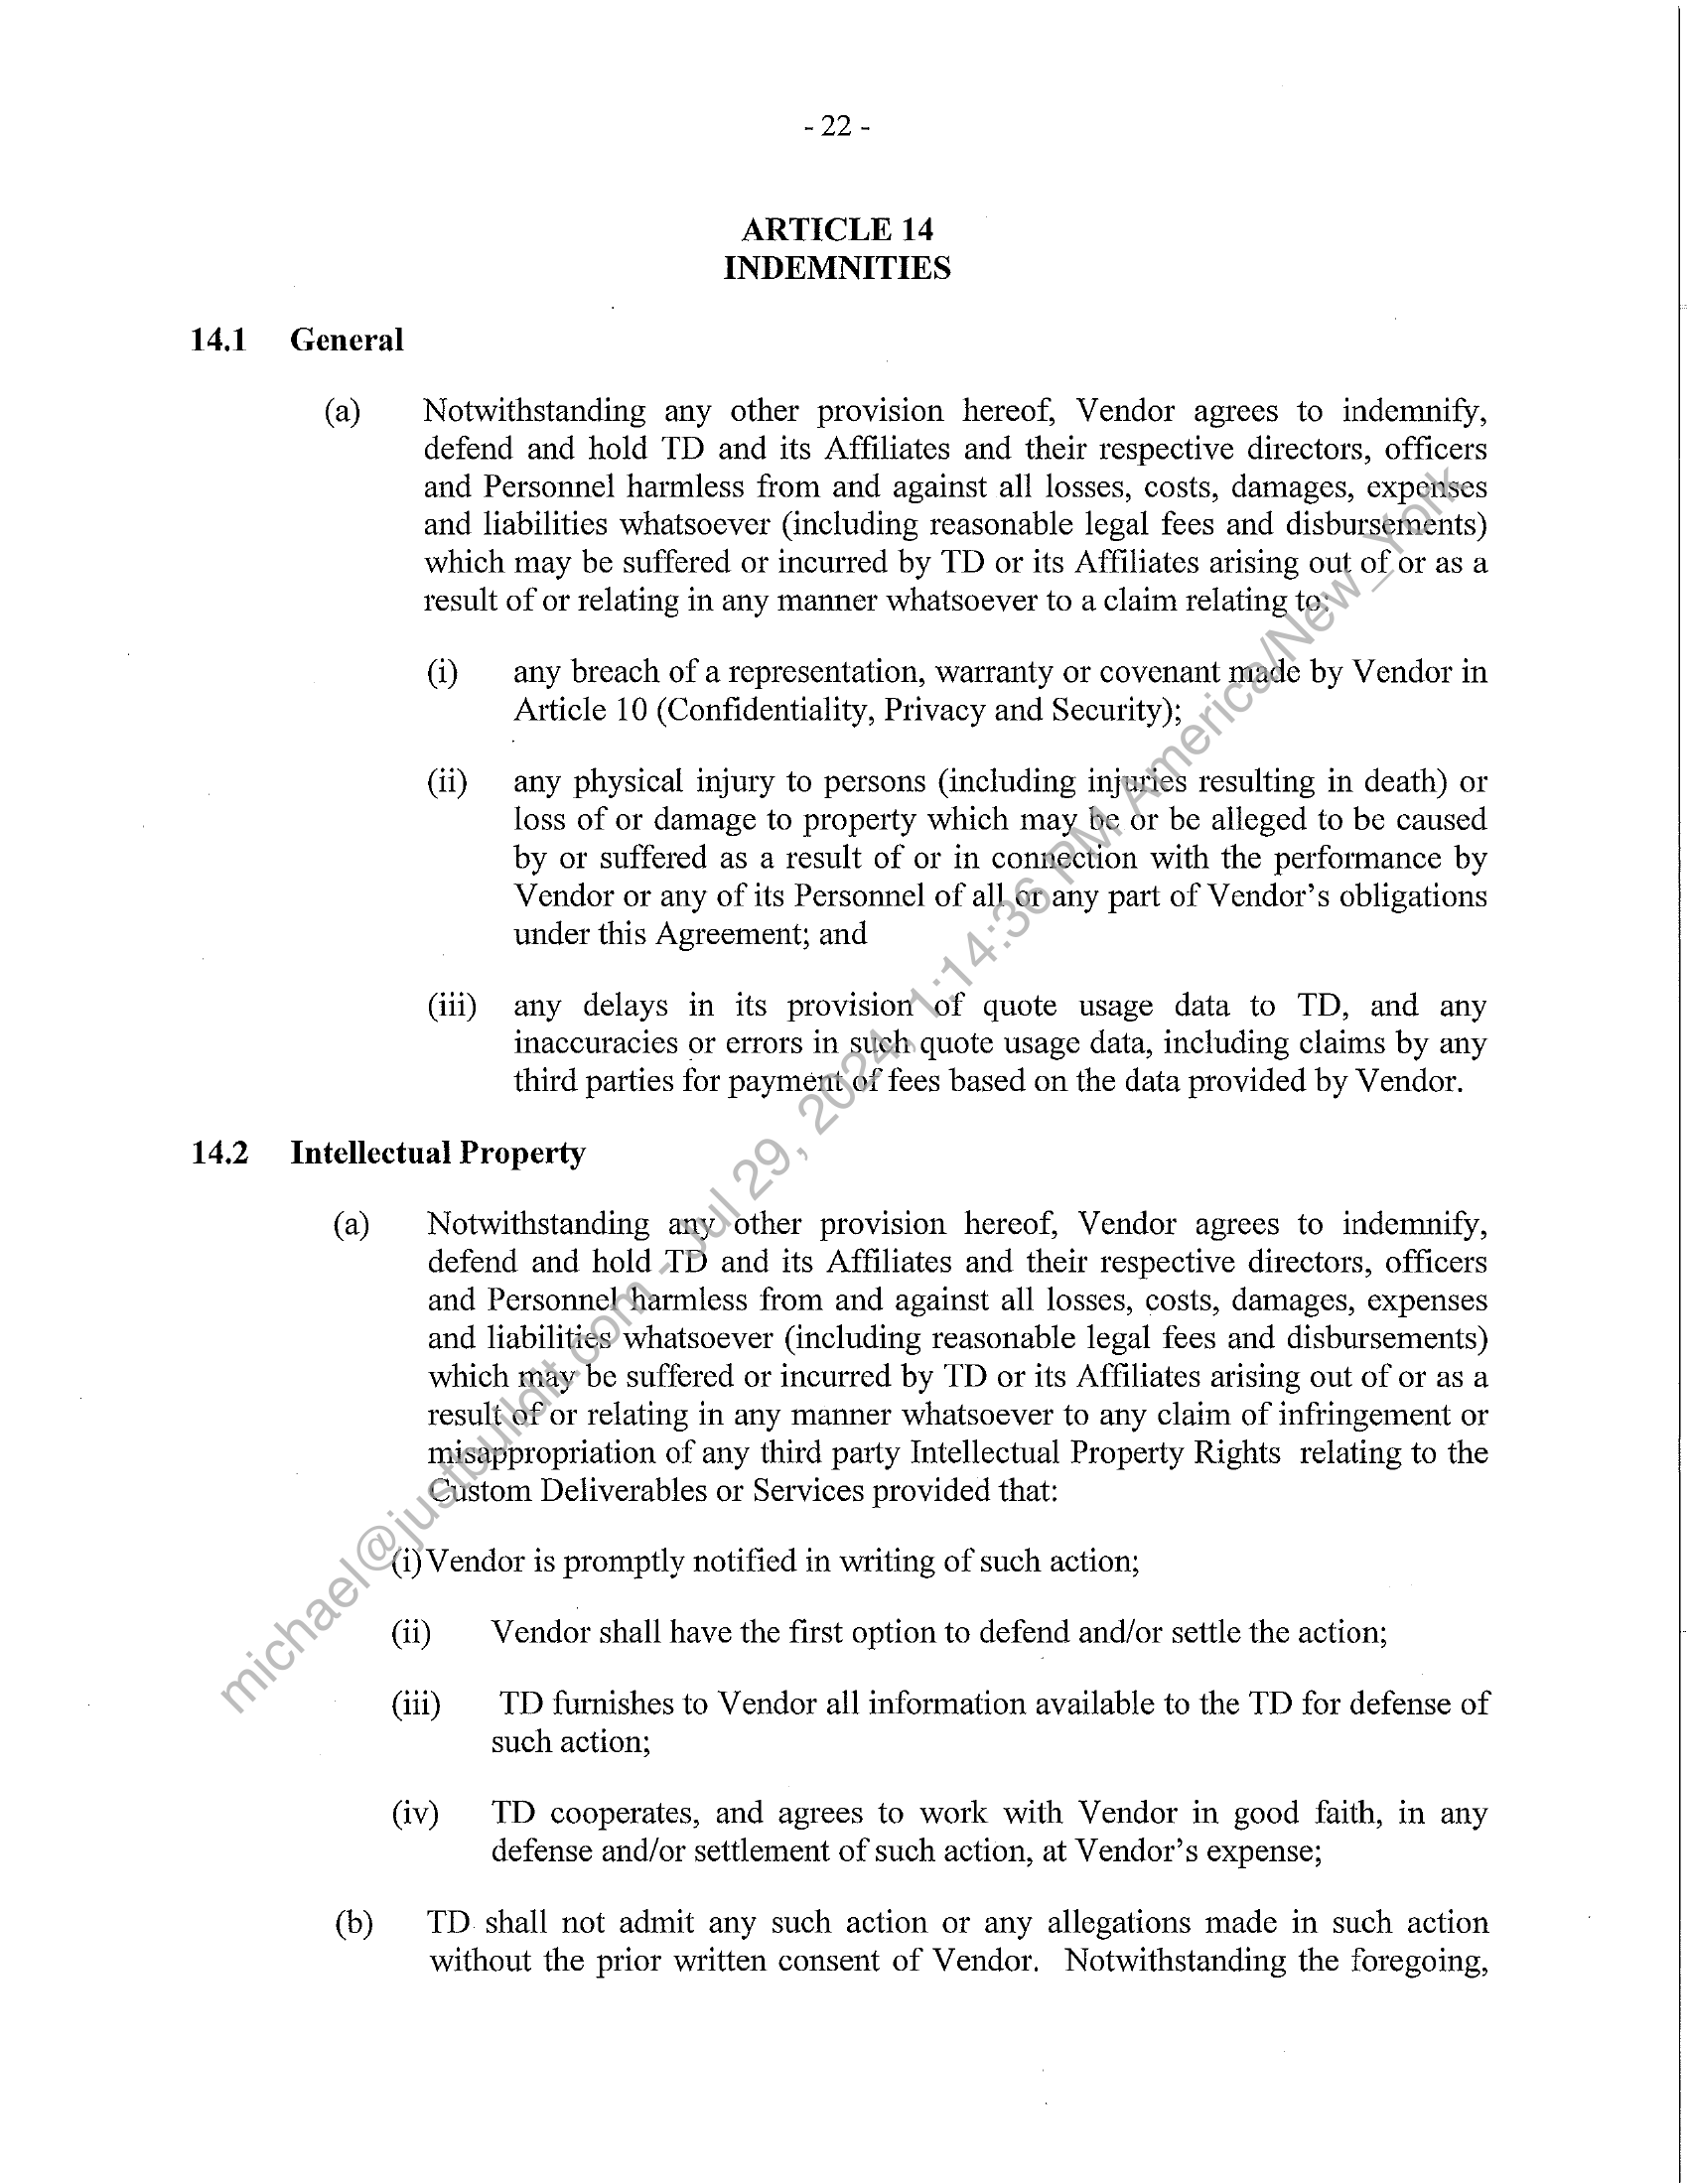 - 22 -
ARTICLE 14
INDEMNITIES
14.1 General
(a) Notwithstanding any other provision hereof, Vendor agrees to indemnify,
defend and hold TD and its Affiliates and their respective directors, officers
and Personnel harmless from and against all losses, costs, damages, expenses
and liabilities whatsoever (including reasonable legal fees and disbursements)
which may be suffered or incurred by TD or its Affiliates arising out of or as a
result of or relating in any manner whatsoever to a claim relating to:
(i) any breach of a representation, warranty or covenant made by Vendor in
Article 10 (Confidentiality, Privacy and Security);
(ii) any physical injury to persons (including injuries resulting in death) or
loss of or damage to property which may be or be alleged to be caused
by or suffered as a result of or in connection with the performance by
Vendor or any of its Personnel of all or any part of Vendor's obligations
under this Agreement; and
(iii) any delays in its provision of quote usage data to TD, and any
inaccuracies or errors in such quote usage data, including claims by any
third parties for payment of fees based on the data provided by Vendor.
14.2 Intellectual Property
(a) Notwithstanding any other provision hereof, Vendor agrees to indemnify,
defend and hold TD and its Affiliates and their respective directors, officers
and Personnel harmless from and against all losses, costs, damages, expenses
and liabilities whatsoever (including reasonable legal fees and disbursements)
which may be suffered or incurred by TD or its Affiliates arising out of or as a
result of or relating in any manner whatsoever to any claim of infringement or
misappropriation of any third party Intellectual Property Rights relating to the
Custom Deliverables or Services provided that:
(i) Vendor is promptly notified in writing of such action;
(ii) Vendor shall have the first option to defend and/or settle the action;
(iii) TD furnishes to Vendor all information available to the TD for defense of
such action;
(iv) TD cooperates, and agrees to work with Vendor in good faith, in any
defense and/or settlement of such action, at Vendor's expense;
(b) TD shall not admit any such action or any allegations made in such action
without the prior written consent of Vendor. Notwithstanding the foregoing,
michael@justbuildit.com - Jul 29, 2024, 1:14:36 PM America/New_York